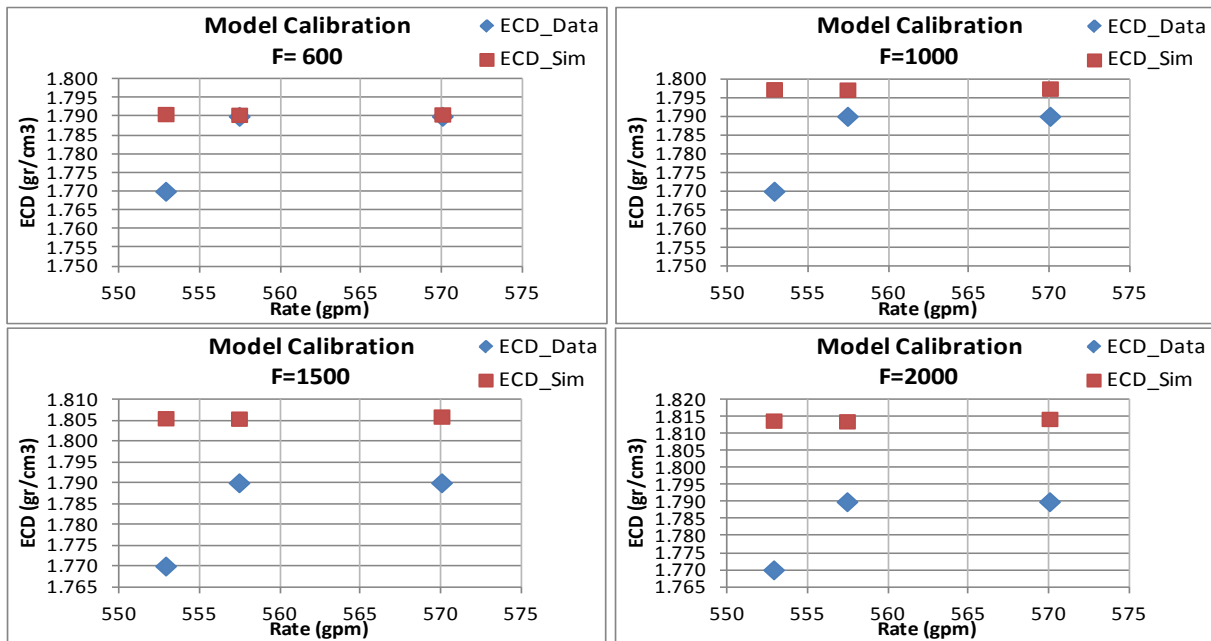 Model Calibration
F= 600
ECD_Data
ECD_Sim
ECD (gr/cm3)
1.800
1.795
1.790
1.785
1.780
1.775
1.770
1.765
1.760
1.755
1.750
550 555 560 565 570 575
Rate (gpm)
Model Calibration
F=1000
ECD_Data
ECD_Sim
ECD (gr/cm3)
1.800
1.795
1.790
1.785
1.780
1.775
1.770
1.765
1.760
1.755
1.750
550 555 560 565 570 575
Rate (gpm)
Model Calibration
F=1500
ECD_Data
ECD_Sim
ECD (gr/cm3)
1.810
1.805
1.800
1.795
1.790
1.785
1.780
1.775
1.770
1.765
550 555 560 565 570 575
Rate (gpm)
Model Calibration
F=2000
ECD_Data
ECD_Sim
ECD (gr/cm3)
1.820
1.815
1.810
1.805
1.800
1.795
1.790
1.785
1.780
1.775
1.770
1.765
550 555 560 565 570 575
Rate (gpm)